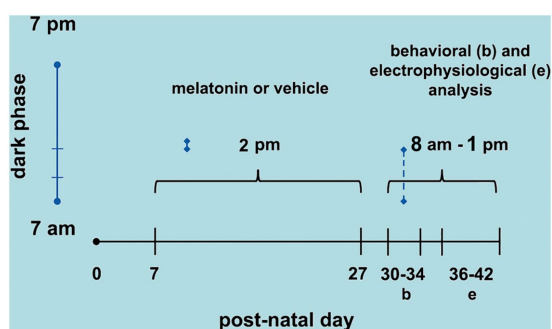 7 pm
behavioral (b) and
electrophysiological (e)
analysis
melatonin or vehicle
dark phase
2 pm
8 am - 1 pm
7 am
0
7
27
30-34
36-42
b
e
post-natal day